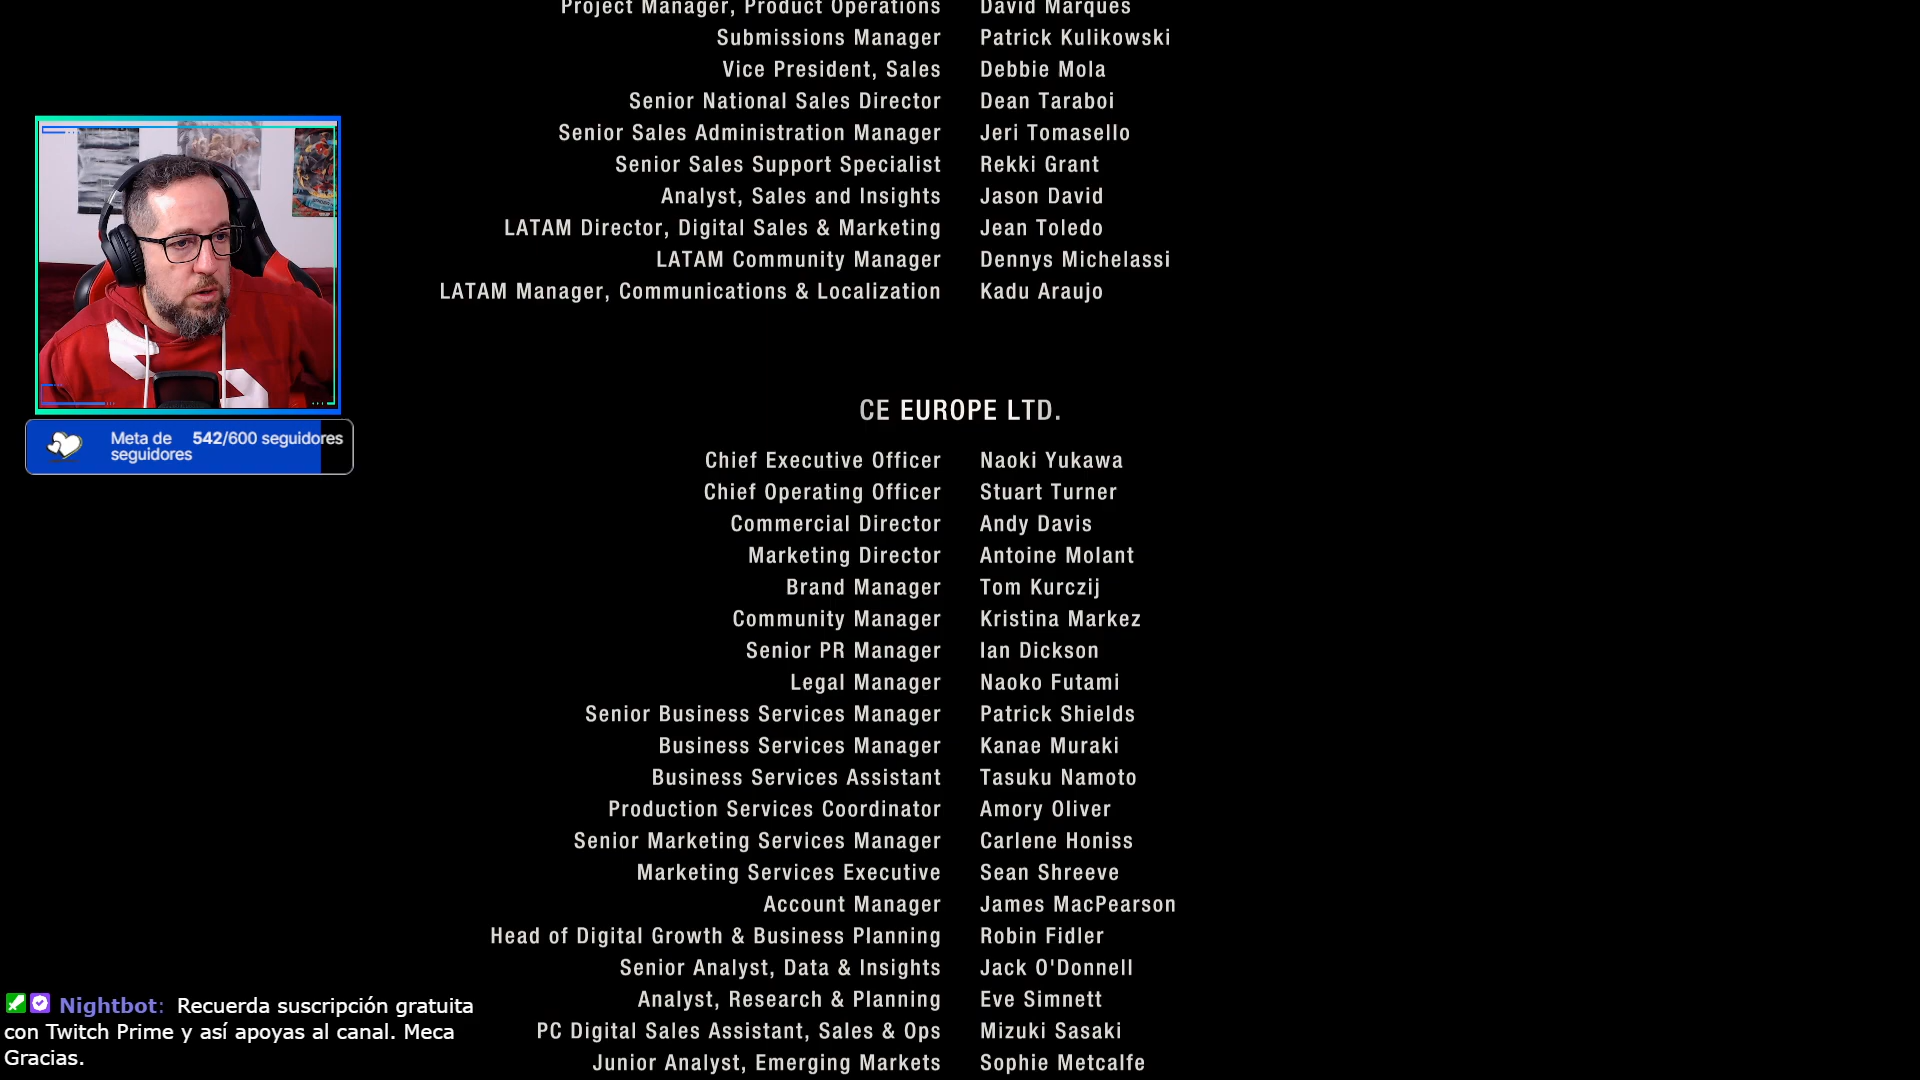 Project Manager, Product Operations David Marques
Submissions Manager Patrick Kulikowski
Vice President, Sales Debbie Mola
Senior National Sales Director Dean Taraboi
Senior Sales Administration Manager Jeri Tomasello
Senior Sales Support Specialist Rekki Grant
Analyst, Sales and Insights Jason David
LATAM Director, Digital Sales & Marketing Jean Toledo
LATAM Community Manager Dennys Michelassi
LATAM Manager, Communications & Localization Kadu Araujo
CE EUROPE LTD.
Chief Executive Officer Naoki Yukawa
Chief Operating Officer Stuart Turner
Commercial Director Andy Davis
Marketing Director Antoine Molant
Brand Manager Tom Kurczij
Community Manager Kristina Markez
Senior PR Manager Ian Dickson
Legal Manager Naoko Futami
Senior Business Services Manager Patrick Shields
Business Services Manager Kanae Muraki
Business Services Assistant Tasuku Namoto
Production Services Coordinator Amory Oliver
Senior Marketing Services Manager Carlene Honiss
Marketing Services Executive Sean Shreeve
Account Manager James MacPearson
Head of Digital Growth & Business Planning Robin Fidler
Senior Analyst, Data & Insights Jack O'Donnell
Analyst, Research & Planning Eve Simnett
PC Digital Sales Assistant, Sales & Ops Mizuki Sasaki
Junior Analyst, Emerging Markets Sophie Metcalfe
Meta de 542/600 seguidores
seguidores
Nightbot: Recuerda suscripción gratuita
con Twitch Prime y así apoyas al canal. Meca
Gracias.